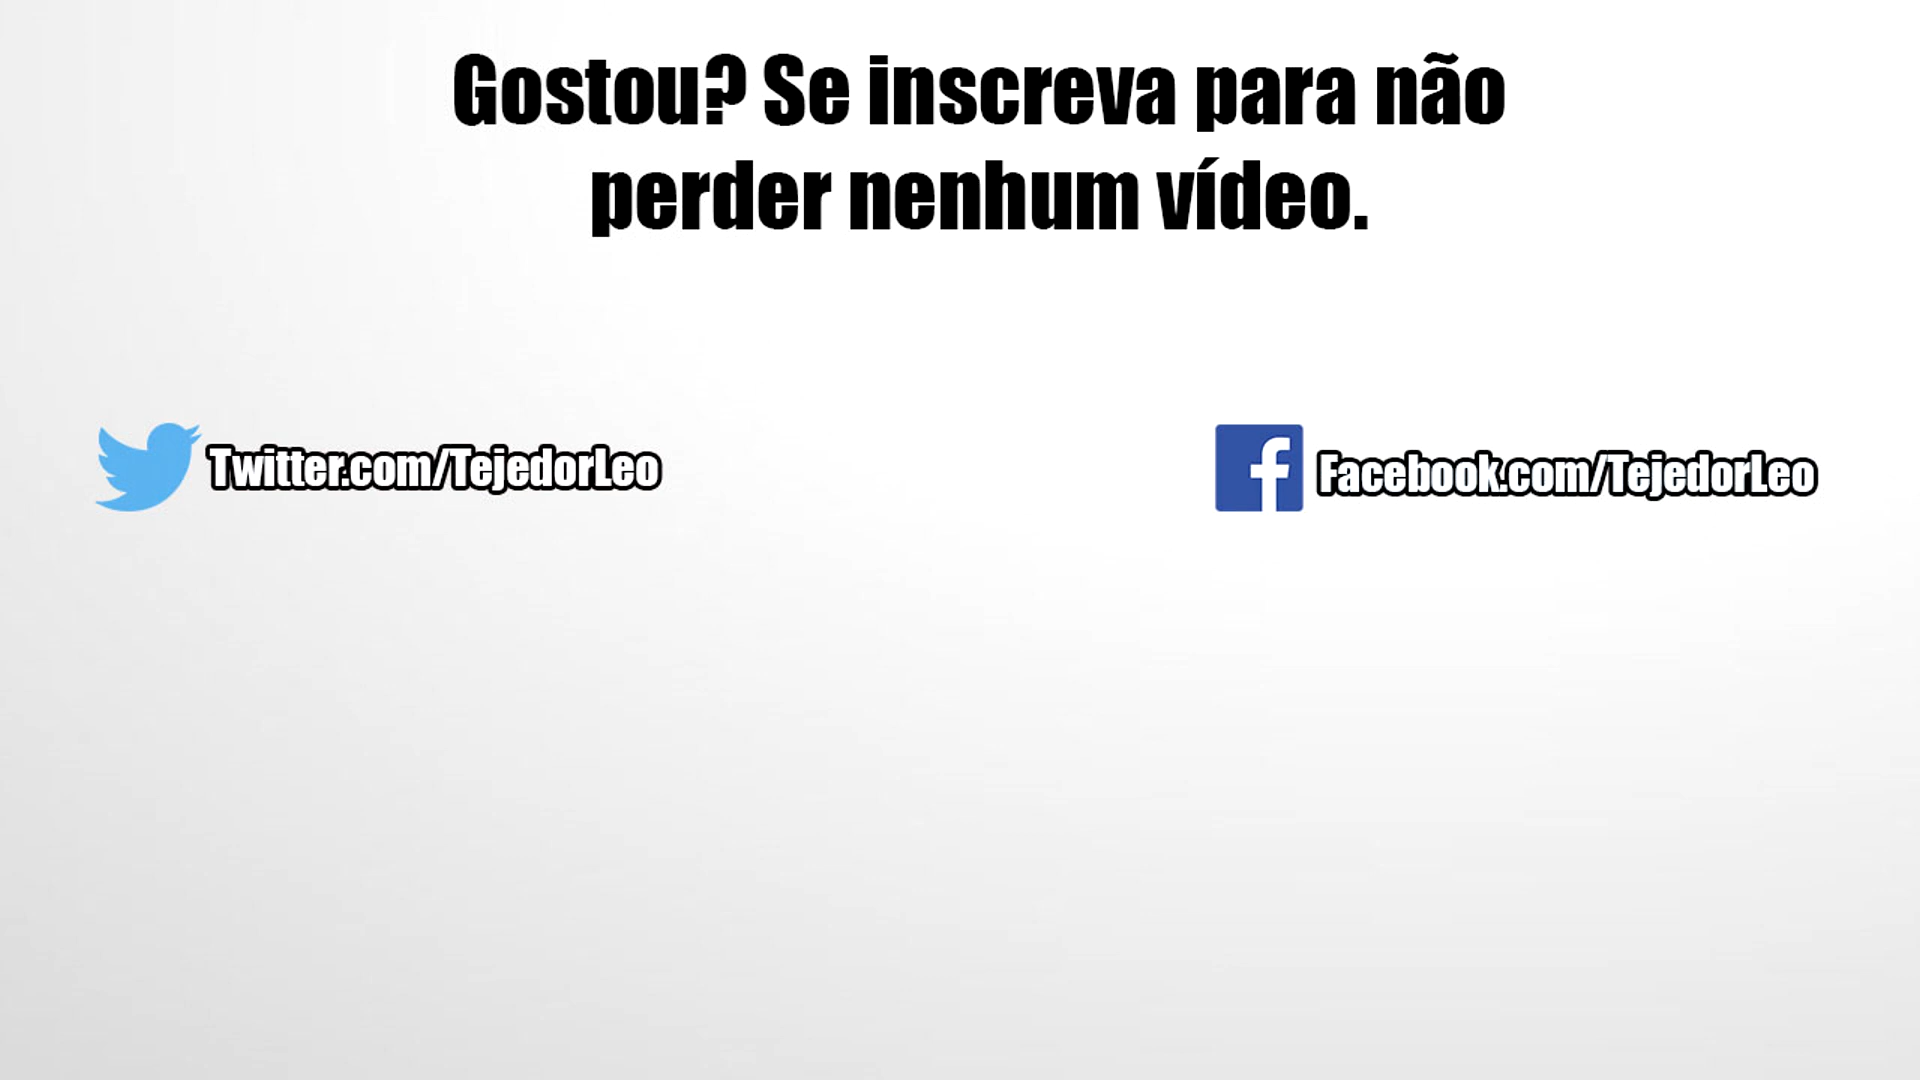 Gostou? Se inscreva para não
perder nenhum vídeo.
Twitter.com/TejedorLeo
Facebook.com/TejedorLeo